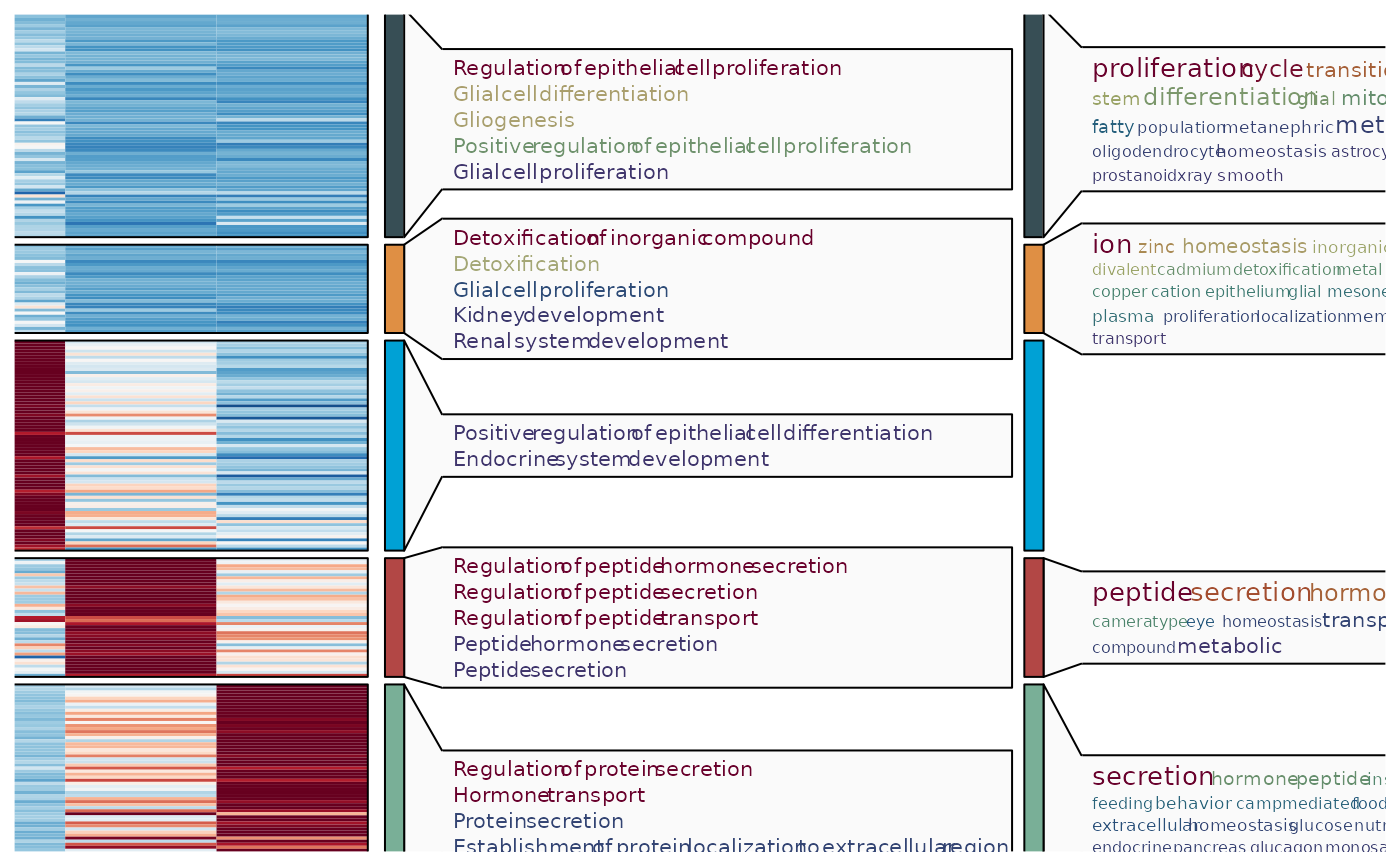 Regulation of epithelial cell proliferation
Glial cell differentiation
Gliogenesis
Positive regulation of epithelial cell proliferation
Glial cell proliferation
Detoxification of inorganic compound
Detoxification
Glial cell proliferation
Kidney development
Renal system development
Positive regulation of epithelial cell differentiation
Endocrine system development
Regulation of peptide hormone secretion
Regulation of peptide secretion
Regulation of peptide transport
Peptide hormone secretion
Peptide secretion
Regulation of protein secretion
Hormone transport
Protein secretion
Establishment of protein localization to extracellular region
proliferation cycle transitio
stem differentiation glial mito
fatty population metanephric met
oligodendrocyte homeostasis astrocy
prostanoid xray smooth
ion zinc homeostasis inorganic
divalent cadmium detoxification metal
copper cation epithelium glial mesone
plasma proliferation localization mem
transport
peptide secretion hormo
camera type eye homeostasis transp
compound metabolic
secretion hormone peptide ins
feeding behavior camp mediated food
extracellular homeostasis glucose nutr
endocrine pancreas glucagon monosa